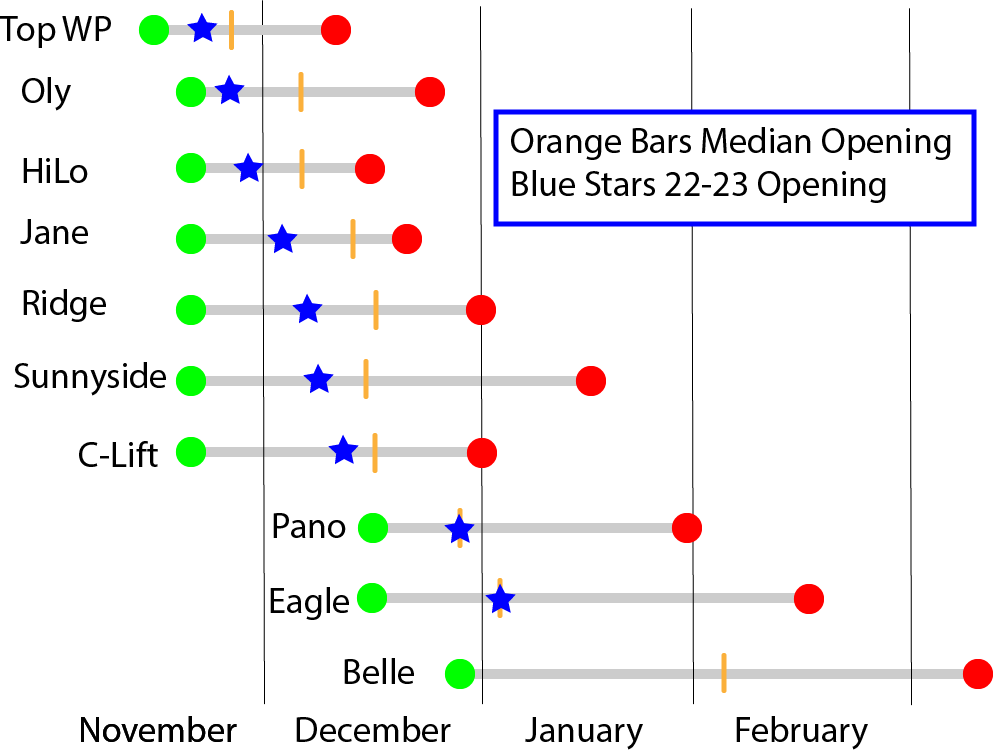 Top WP
Oly
Orange Bars Median Opening
Blue Stars 22-23 Opening
HiLo
Jane
Ridge
Sunnyside
C-Lift
Pano
Eagle
Belle
November December January February